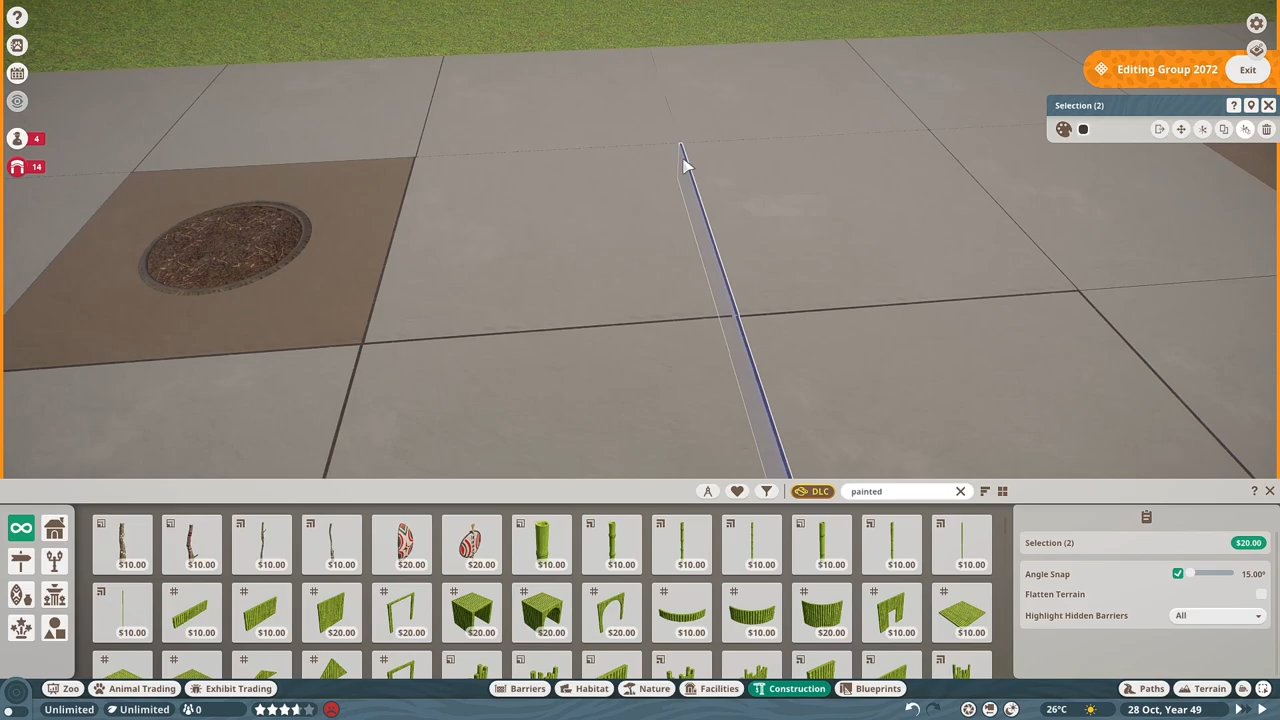 ?
Editing Group 2072
Exit
Selection (2)
?
4
14
DLC
painted
?
$10.00 $10.00 $10.00 $10.00 $20.00 $20.00 $10.00 $10.00 $10.00 $10.00 $10.00 $10.00 $10.00
$10.00 $10.00 $10.00 $20.00 $20.00 $20.00 $20.00 $20.00 $10.00 $10.00 $20.00 $10.00 $10.00
Selection (2)
$20.00
Angle Snap
15.00°
Flatten Terrain
Highlight Hidden Barriers
All
Zoo
Animal Trading
Exhibit Trading
Barriers
Habitat
Nature
Facilities
Construction
Blueprints
Paths
Terrain
Unlimited
Unlimited
0
26°C
28 Oct, Year 49